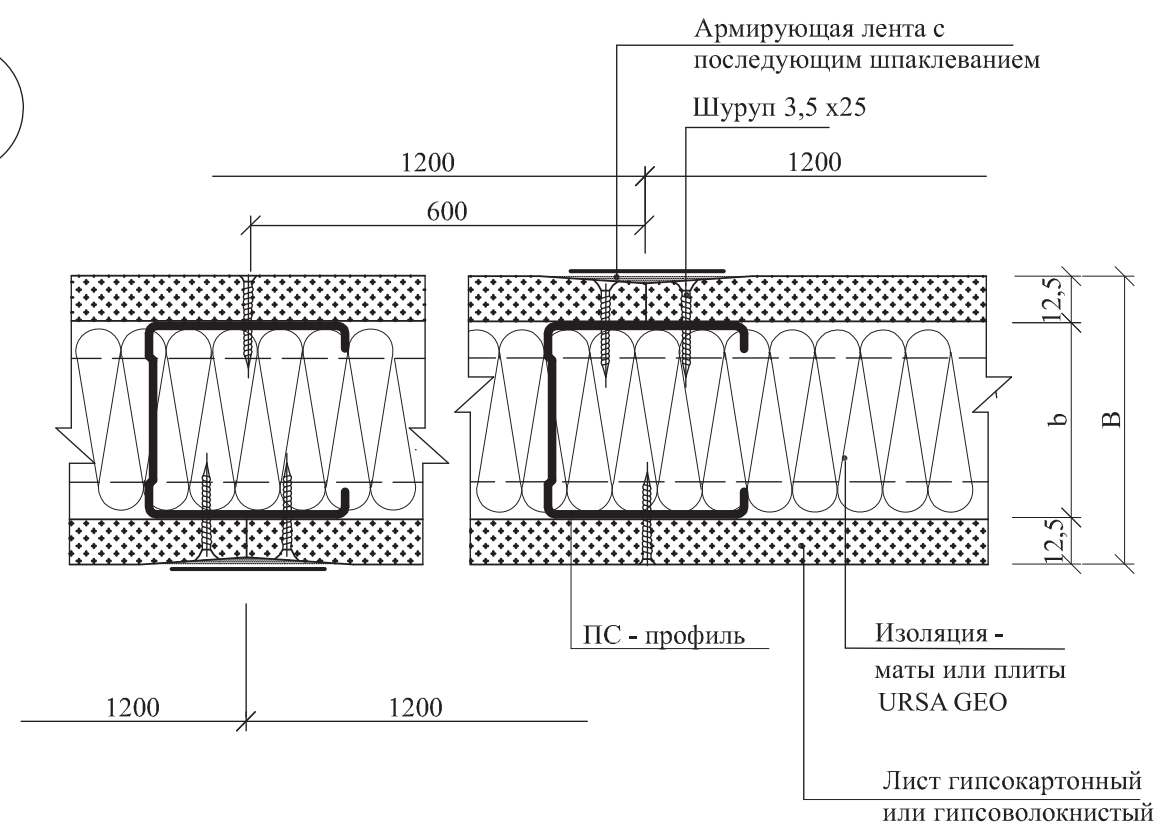 Армирующая лента с
последующим шпаклеванием
Шуруп 3,5 х25
1200
1200
600
12,5
b
B
12,5
ПС - профиль
Изоляция -
маты или плиты
URSA GEO
1200
1200
Лист гипсокартонный
или гипсоволокнистый